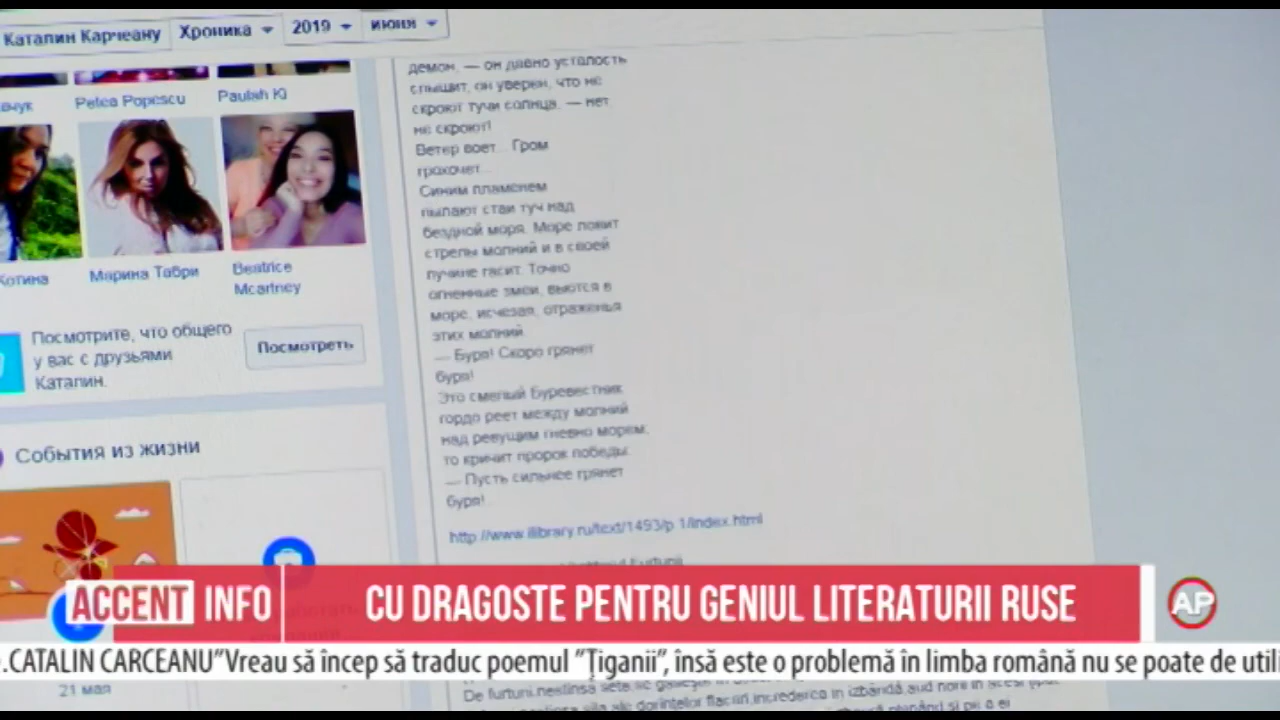 Каталин Карчеану Хроника 2019 июня
Petea Popescu
Paulah Kj
Котина
Марина Табри
Beatrice
Mcartney
Посмотрите, что общего
у вас с друзьями
Каталин.
Посмотреть
События из жизни
21 мая
демон, — он давно усталость
слышит, он уверен, что не
скроют тучи солнца, — нет,
не скроют!
Ветер воет... Гром
грохочет...
Синим пламенем
пылают стаи туч над
бездной моря. Море ловит
стрелы молний и в своей
пучине гасит. Точно
огненные змеи, вьются в
море, исчезая, отраженья
этих молний.
— Буря! Скоро грянет
буря!
Это смелый Буревестник
гордо реет между молний
над ревущим гневно морем;
то кричит пророк победы:
— Пусть сильнее грянет
буря!..
http://www.ilibrary.ru/text/1493/p.1/index.html
ACCENT INFO CU DRAGOSTE PENTRU GENIUL LITERATURII RUSE AP
.CATALIN CARCEANU"Vreau să încep să traduc poemul "Țiganii", însă este o problemă în limba română nu se poate de utili
De furtuni